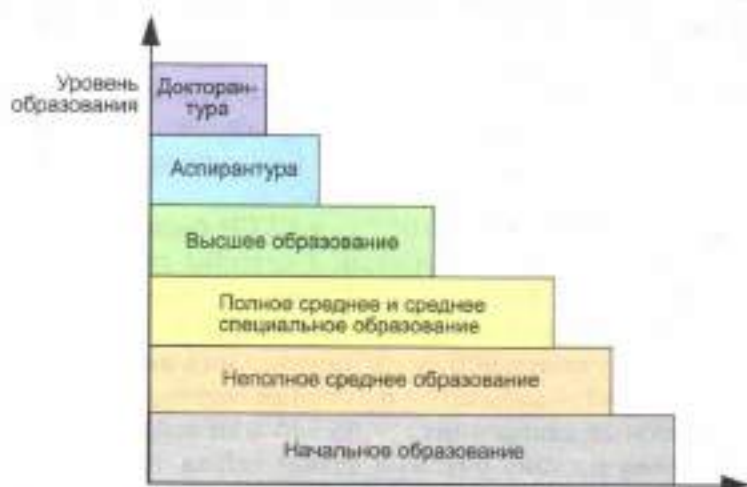 Уровень
образования
Докторан-
тура
Аспирантура
Высшее образование
Полное среднее и среднее
специальное образование
Неполное среднее образование
Начальное образование